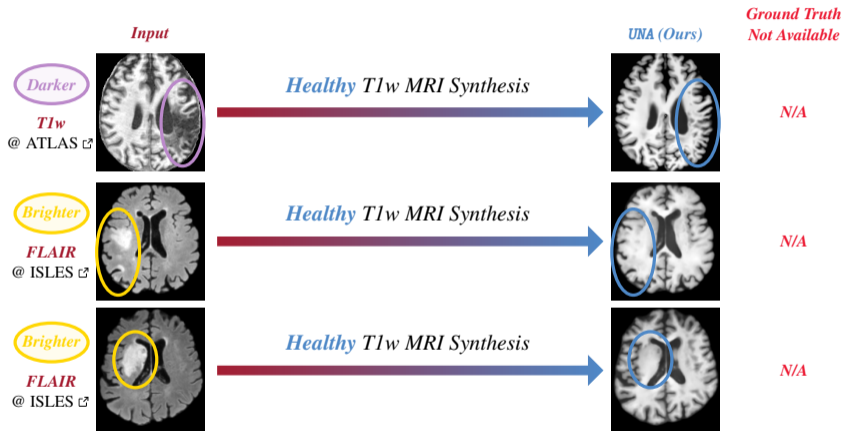 Input
UNA (Ours)
Ground Truth
Not Available
Darker
T1w
@ ATLAS
Healthy T1w MRI Synthesis
N/A
Brighter
FLAIR
@ ISLES
Healthy T1w MRI Synthesis
N/A
Brighter
FLAIR
@ ISLES
Healthy T1w MRI Synthesis
N/A